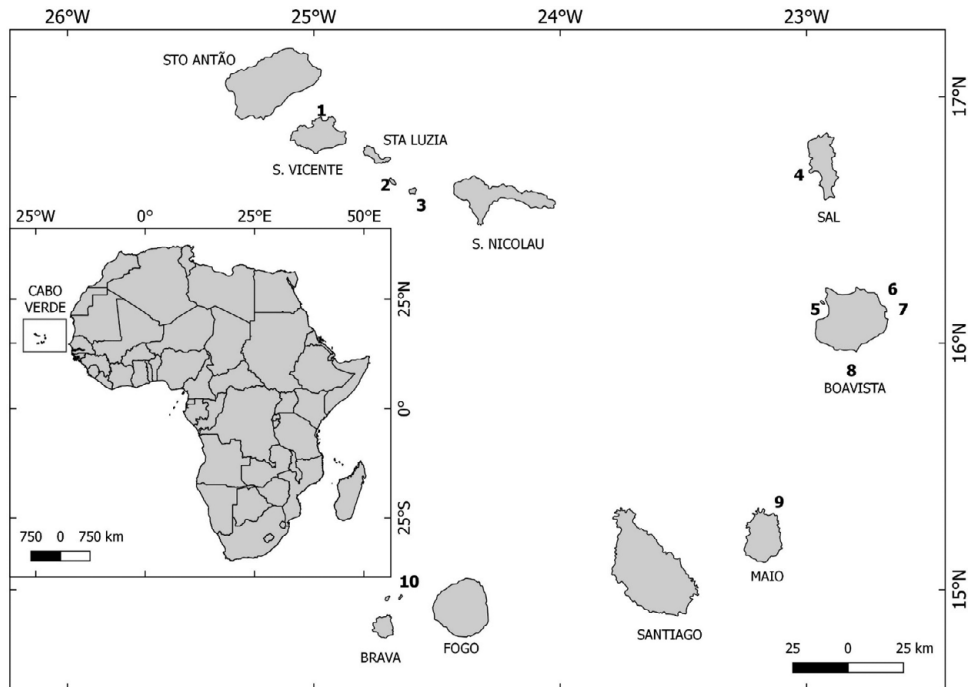 26°W 25°W 24°W 23°W
STO ANTÃO
17°N
1
STA LUZIA
S. VICENTE
2
3
4
SAL
S. NICOLAU
25°W 0° 25°E 50°E
CABO
VERDE
25°N
5
6
7
16°N
8
BOAVISTA
0°
25°S
9
750 0 750 km
MAIO
10
15°N
SANTIAGO
FOGO
BRAVA
25 0 25 km